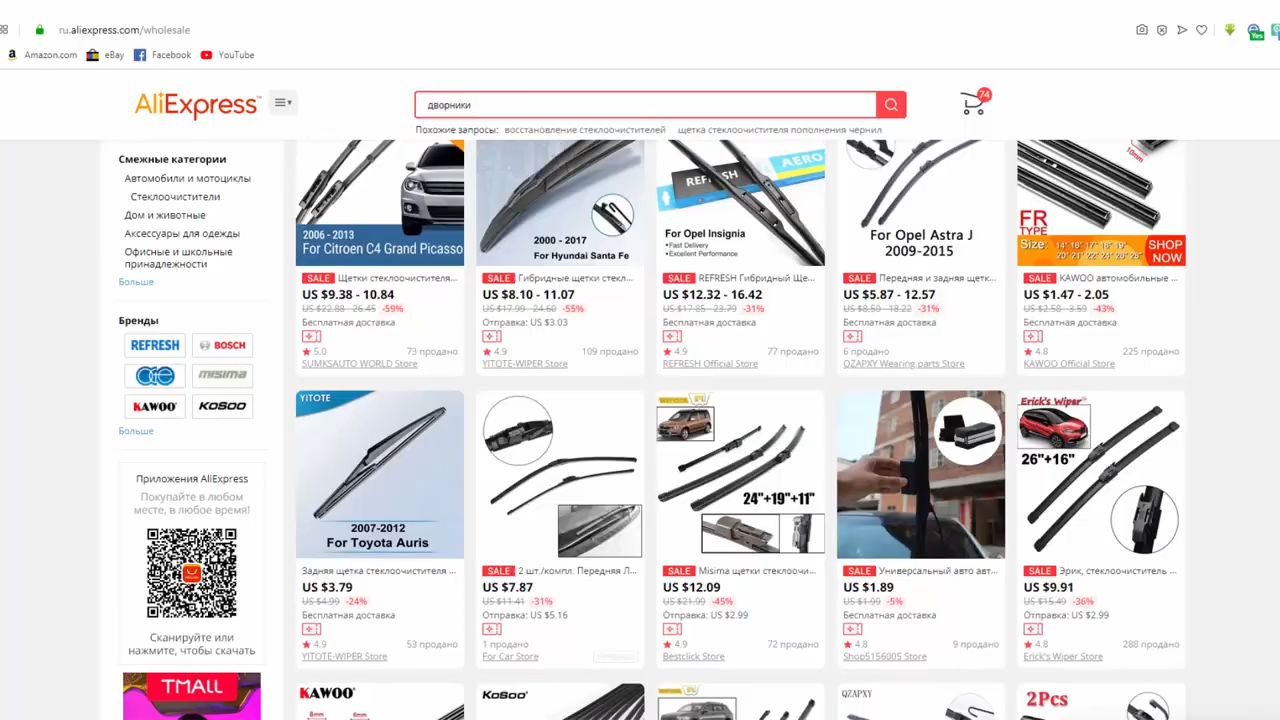 ru.aliexpress.com/wholesale
Yes
a Amazon.com eBay Facebook YouTube
AliExpress
дворники
74
Похожие запросы: восстановление стеклоочистителей щетка стеклоочистителя пополнения чернил
Смежные категории
Автомобили и мотоциклы
Стеклоочистители
Дом и животные
Аксессуары для одежды
Офисные и школьные
принадлежности
Больше
Бренды
REFRESH BOSCH
MISIMA
KAWOO KOSOO
Больше
Приложения AliExpress
Покупайте в любом
месте, в любое время!
Сканируйте или
нажмите, чтобы скачать
TMALL
2006 - 2013
For Citroen C4 Grand Picasso
SALE Щетки стеклоочистителя...
US $9.38 - 10.84
US $22.88 - 26.45 -59%
Бесплатная доставка
5.0 73 продано
SUMKSAUTO WORLD Store
2000 - 2017
For Hyundai Santa Fe
SALE Гибридные щетки стекл...
US $8.10 - 11.07
US $17.99 - 24.60 -55%
Отправка: US $3.03
4.9 109 продано
YITOTE-WIPER Store
REFRESH
AERO
For Opel Insignia
•Fast Delivery
•Excellent Performance
SALE REFRESH Гибридный Ще...
US $12.32 - 16.42
US $17.85 - 23.79 -31%
Бесплатная доставка
4.9 77 продано
REFRESH Official Store
For Opel Astra J
2009-2015
SALE Передняя и задняя щетк...
US $5.87 - 12.57
US $8.50 - 18.22 -31%
Бесплатная доставка
6 продано
QZAPXY Wearing parts Store
10mm
FR
TYPE
Size: 14" 16" 17" 18" 19"
20" 21" 22" 24" 26" 28"
SHOP
NOW
SALE KAWOO автомобильные ...
US $1.47 - 2.05
US $2.58 - 3.59 -43%
Бесплатная доставка
4.8 225 продано
KAWOO Official Store
YITOTE
2007-2012
For Toyota Auris
Задняя щетка стеклоочистителя ...
US $3.79
US $4.99 -24%
Бесплатная доставка
4.9 53 продано
YITOTE-WIPER Store
SALE 2 шт./компл. Передняя Л...
US $7.87
US $11.41 -31%
Отправка: US $5.16
1 продано
For Car Store
24"+19"+11"
SALE Misima щетки стеклоочи...
US $12.09
US $21.99 -45%
Отправка: US $2.99
4.9 72 продано
Bestclick Store
SALE Универсальный авто авт...
US $1.89
US $1.99 -5%
Бесплатная доставка
4.8 9 продано
Shop5156005 Store
Erick's Wiper
26"+16"
SALE Эрик, стеклоочиститель ...
US $9.91
US $15.49 -36%
Отправка: US $2.99
4.8 288 продано
Erick's Wiper Store
KAWOO
8mm 6mm
KOSOO
QZAPXY
2Pcs